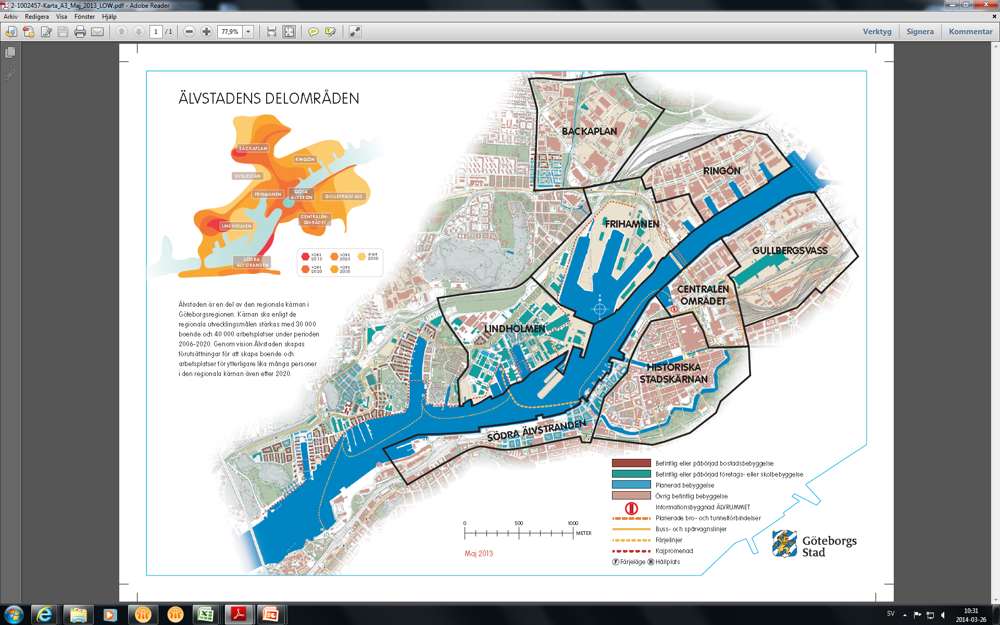 2-1002457-Karta_A3_Maj_2013_LOW.pdf - Adobe Reader
Arkiv Redigera Visa Fönster Hjälp
1 / 1 77,9% Verktyg Signera Kommentar
ÄLVSTADENS DELOMRÅDEN
BACKAPLAN
RINGÖN
KVILLESTAN
FRIHAMNEN
GÖTA
ÄLVBRON
GULLBERGSVASS
CENTRALEN-
OMRÅDET
LINDHOLMEN
SÖDRA
ÄLVSTRANDEN
FÖRE
2015
FÖRE
2025
EFTER
2030
FÖRE
2020
FÖRE
2030
Älvstaden är en del av den regionala kärnan i
Göteborgsregionen. Kärnan ska enligt de
regionala utvecklingsmålen stärkas med 30 000
boende och 40 000 arbetsplatser under perioden
2006-2020. Genom vision Älvstaden skapas
förutsättningar för att skapa boende och
arbetsplatser för ytterligare lika många personer
i den regionala kärnan även efter 2020.
BACKAPLAN
RINGÖN
FRIHAMNEN
GULLBERGSVASS
CENTRALEN
OMRÅDET
LINDHOLMEN
HISTORISKA
STADSKÄRNAN
SÖDRA ÄLVSTRANDEN
Befintlig eller påbörjad bostadsbebyggelse
Befintlig eller påbörjad företags- eller skolbebyggelse
Planerad bebyggelse
Övrig befintlig bebyggelse
Informationsbyggnad ÄLVRUMMET
Planerade bro- och tunnelförbindelser
Buss- och spårvagnslinjer
Färjelinjer
Kajpromenad
F Färjeläge H Hållplats
0 500 1000
METER
Maj 2013
Göteborgs
Stad
SV
10:31
2014-03-26